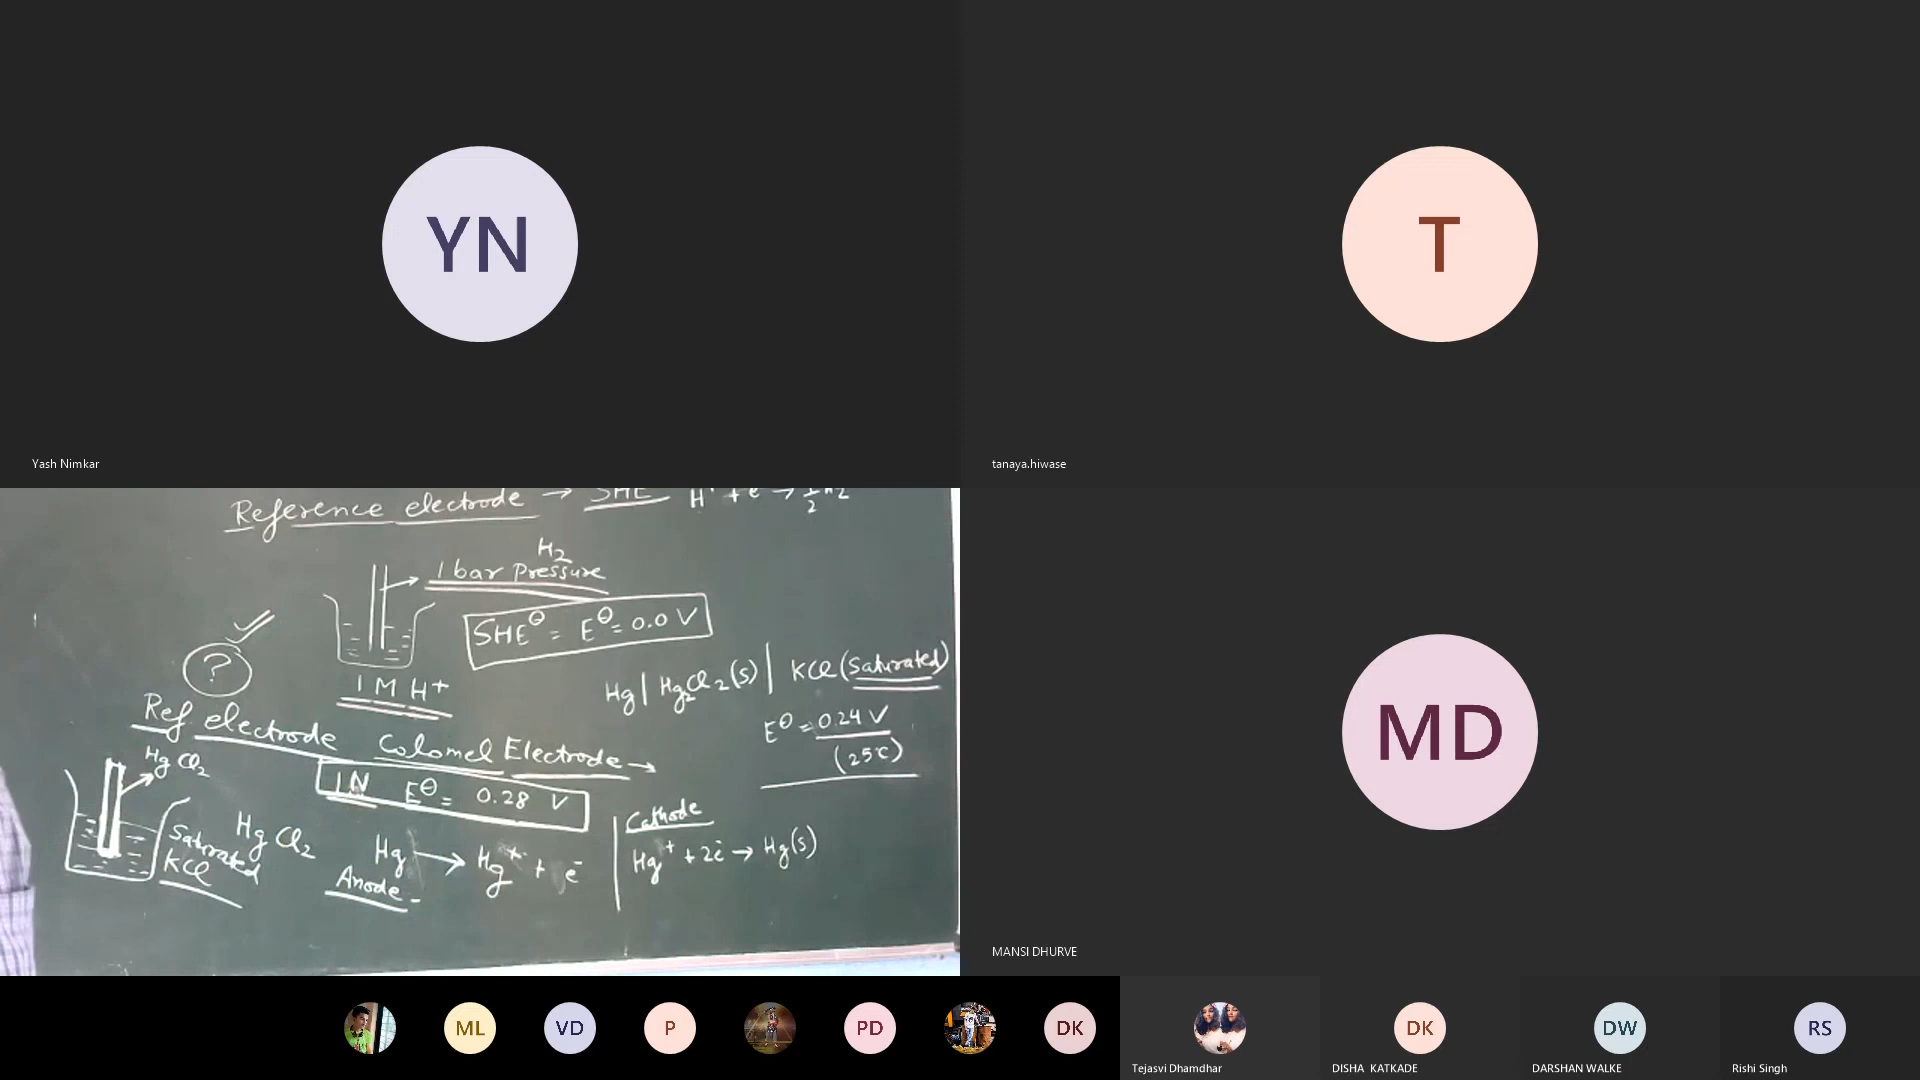 YN
T
Yash Nimkar
tanaya.hiwase
Reference electrode → SHE H⁺ + e⁻ → ½H₂
H₂
1 bar Pressure
SHE⊖ = E⊖ = 0.0 V
?
1 M H⁺
Hg | Hg₂Cl₂(s) | KCl (Saturated)
E⊖ = 0.24 V
(25°C)
Ref electrode Colomel Electrode →
Hg Cl₂
1N E⊖ = 0.28 V
Saturated
KCl
Hg Cl₂
Hg → Hg⁺ + e⁻
Anode -
Cathode
Hg⁺ + 2e⁻ → Hg(s)
MD
MANSI DHURVE
ML VD P PD DK DK DW RS
Tejasvi Dhamdhar DISHA KATKADE DARSHAN WALKE Rishi Singh